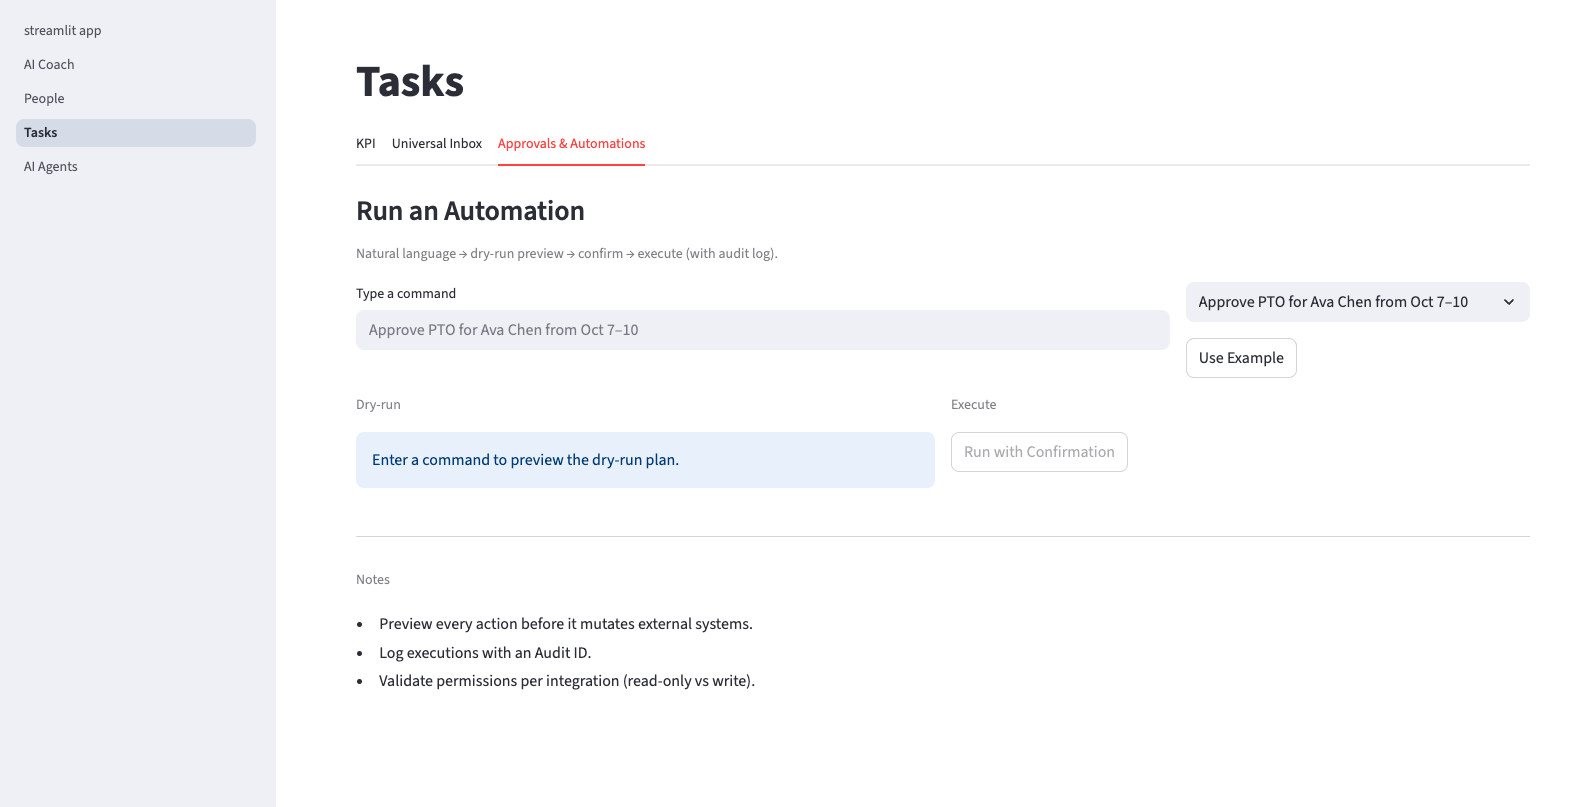 streamlit app
AI Coach
People
Tasks
AI Agents
Tasks
KPI
Universal Inbox
Approvals & Automations
Run an Automation
Natural language → dry-run preview → confirm → execute (with audit log).
Type a command
Approve PTO for Ava Chen from Oct 7–10
Approve PTO for Ava Chen from Oct 7–10
Use Example
Dry-run
Enter a command to preview the dry-run plan.
Execute
Run with Confirmation
Notes
• Preview every action before it mutates external systems.
• Log executions with an Audit ID.
• Validate permissions per integration (read-only vs write).